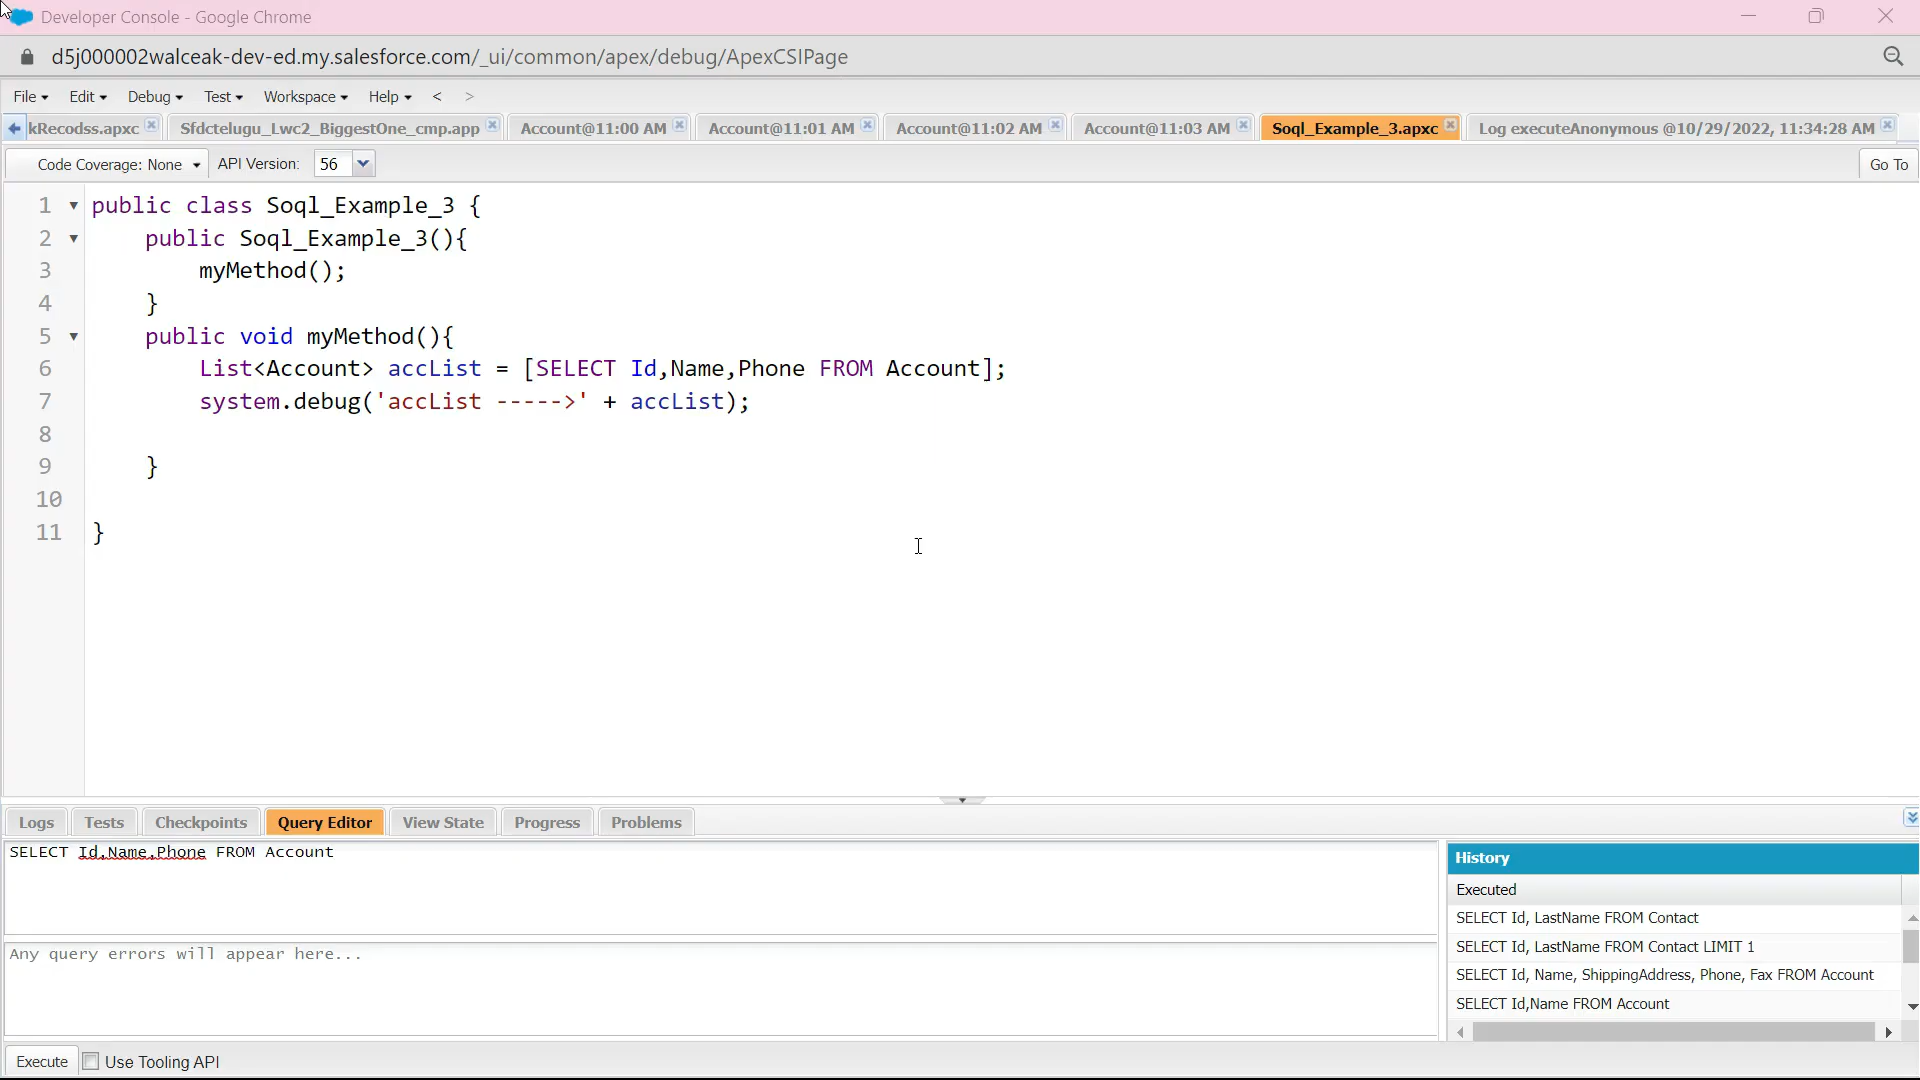 Developer Console - Google Chrome
d5j000002walceak-dev-ed.my.salesforce.com/_ui/common/apex/debug/ApexCSIPage
File Edit Debug Test Workspace Help < >
kRecodss.apxc Sfdctelugu_Lwc2_BiggestOne_cmp.app Account@11:00 AM Account@11:01 AM Account@11:02 AM Account@11:03 AM Soql_Example_3.apxc Log executeAnonymous @10/29/2022, 11:34:28 AM
Code Coverage: None API Version: 56 Go To
1 public class Soql_Example_3 {
2 public Soql_Example_3(){
3 myMethod();
4 }
5 public void myMethod(){
6 List<Account> accList = [SELECT Id,Name,Phone FROM Account];
7 system.debug('accList ----->' + accList);
8
9 }
10
11 }
Logs Tests Checkpoints Query Editor View State Progress Problems
SELECT Id,Name,Phone FROM Account
Any query errors will appear here...
History
Executed
SELECT Id, LastName FROM Contact
SELECT Id, LastName FROM Contact LIMIT 1
SELECT Id, Name, ShippingAddress, Phone, Fax FROM Account
SELECT Id,Name FROM Account
Execute Use Tooling API